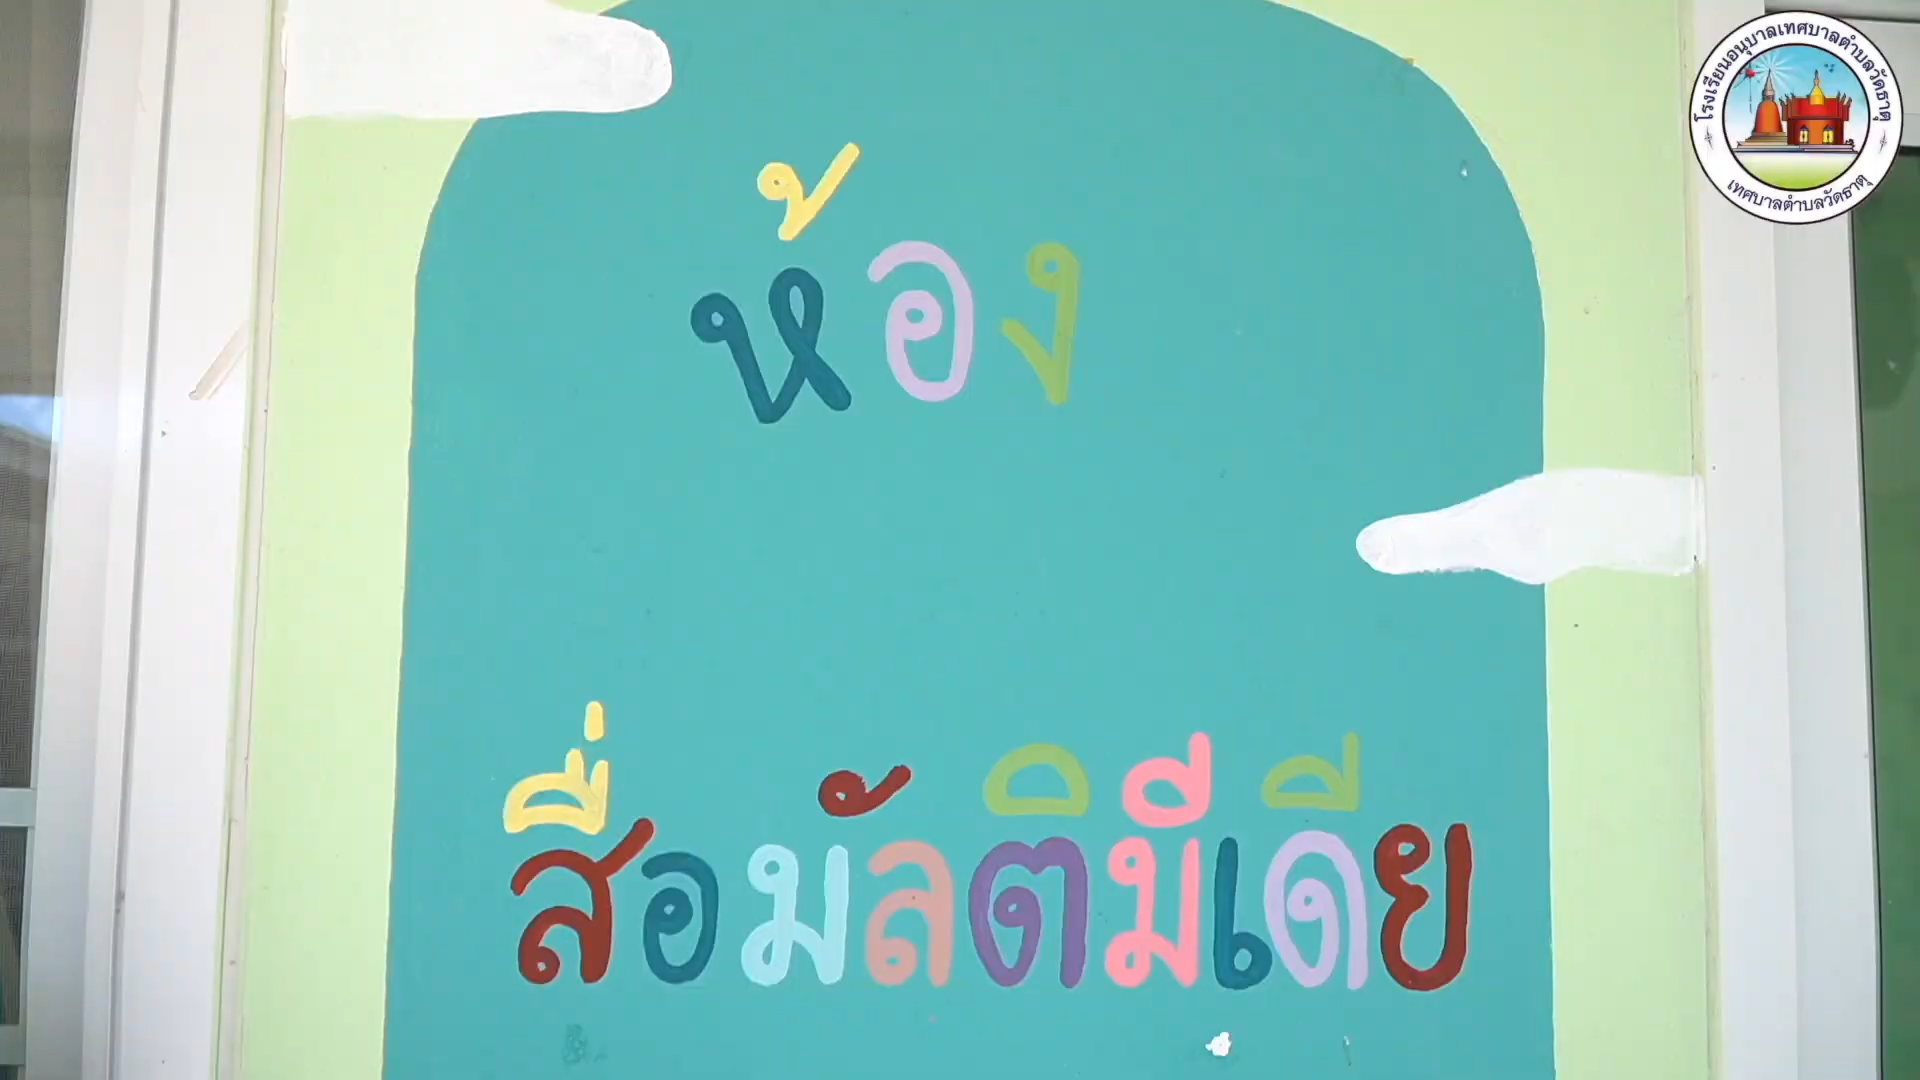 ห้อง
สื่อมัลติมีเดีย
โรงเรียนอนุบาลเทศบาลตำบลวัดธาตุ
เทศบาลตำบลวัดธาตุ